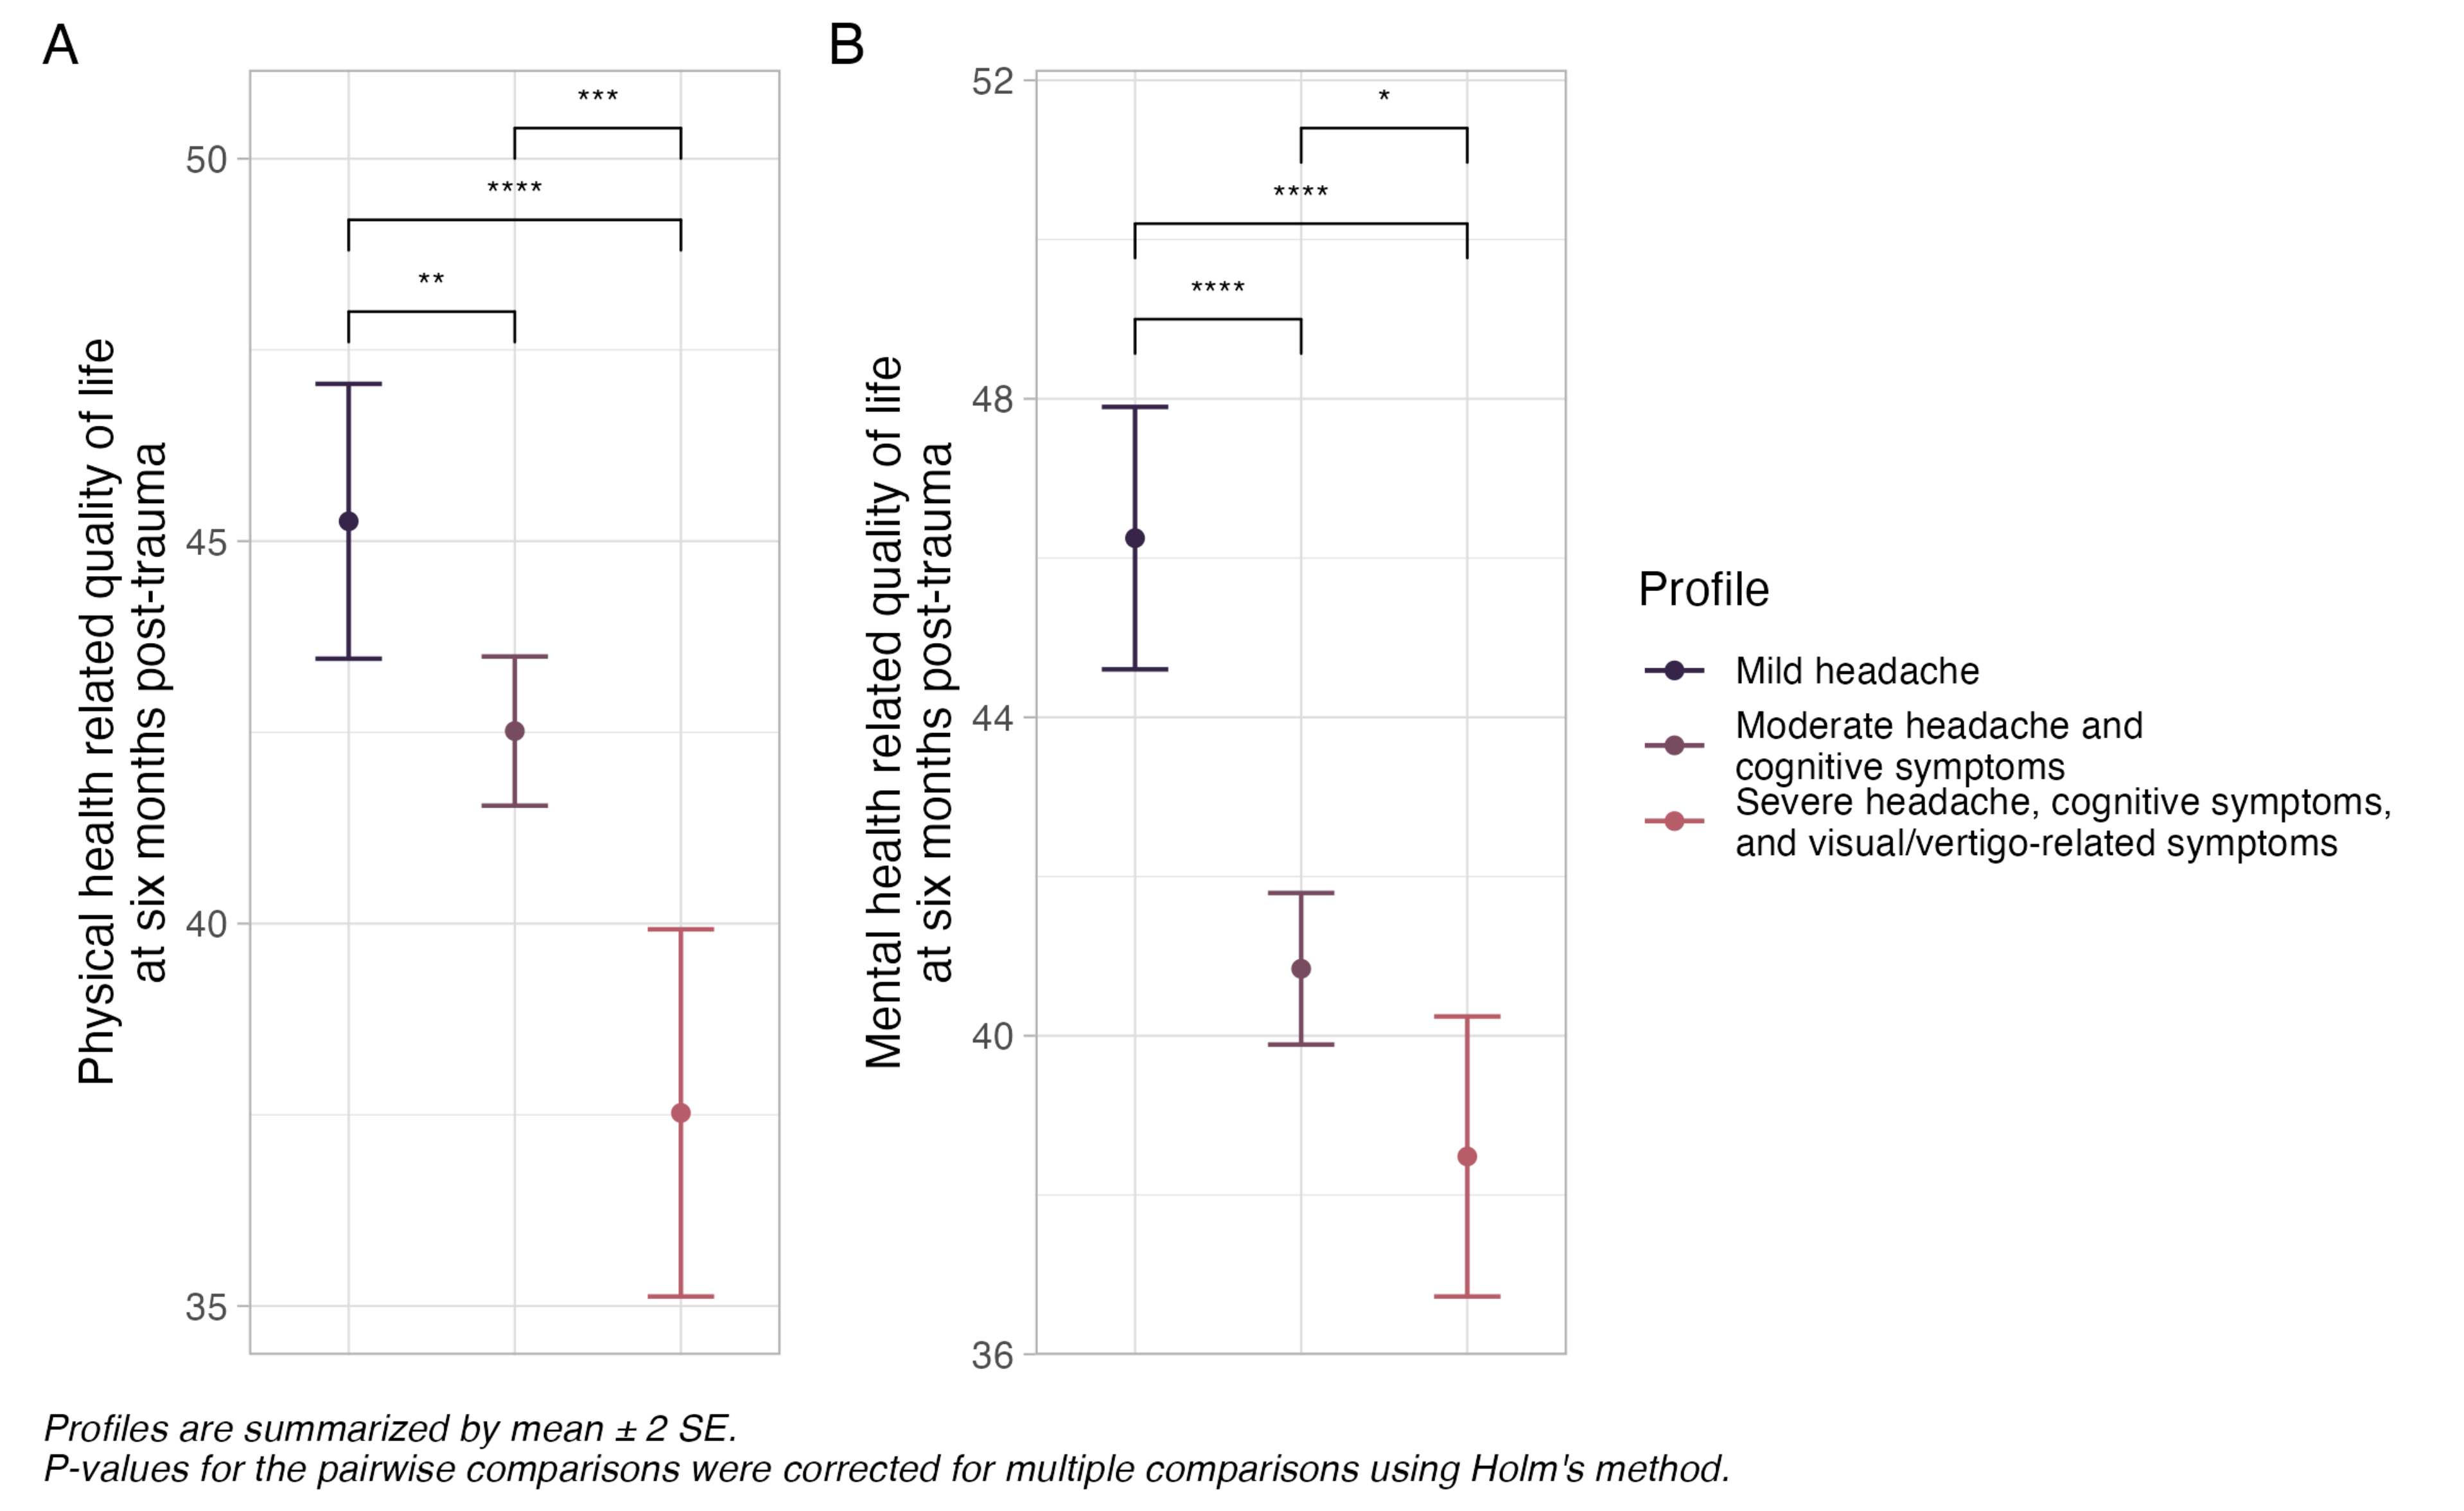 A
B
Physical health related quality of life
at six months post-trauma
50
45
40
35
***
****
**
Mental health related quality of life
at six months post-trauma
52
48
44
40
36
*
****
****
Profile
Mild headache
Moderate headache and
cognitive symptoms
Severe headache, cognitive symptoms,
and visual/vertigo-related symptoms
Profiles are summarized by mean ± 2 SE.
P-values for the pairwise comparisons were corrected for multiple comparisons using Holm's method.